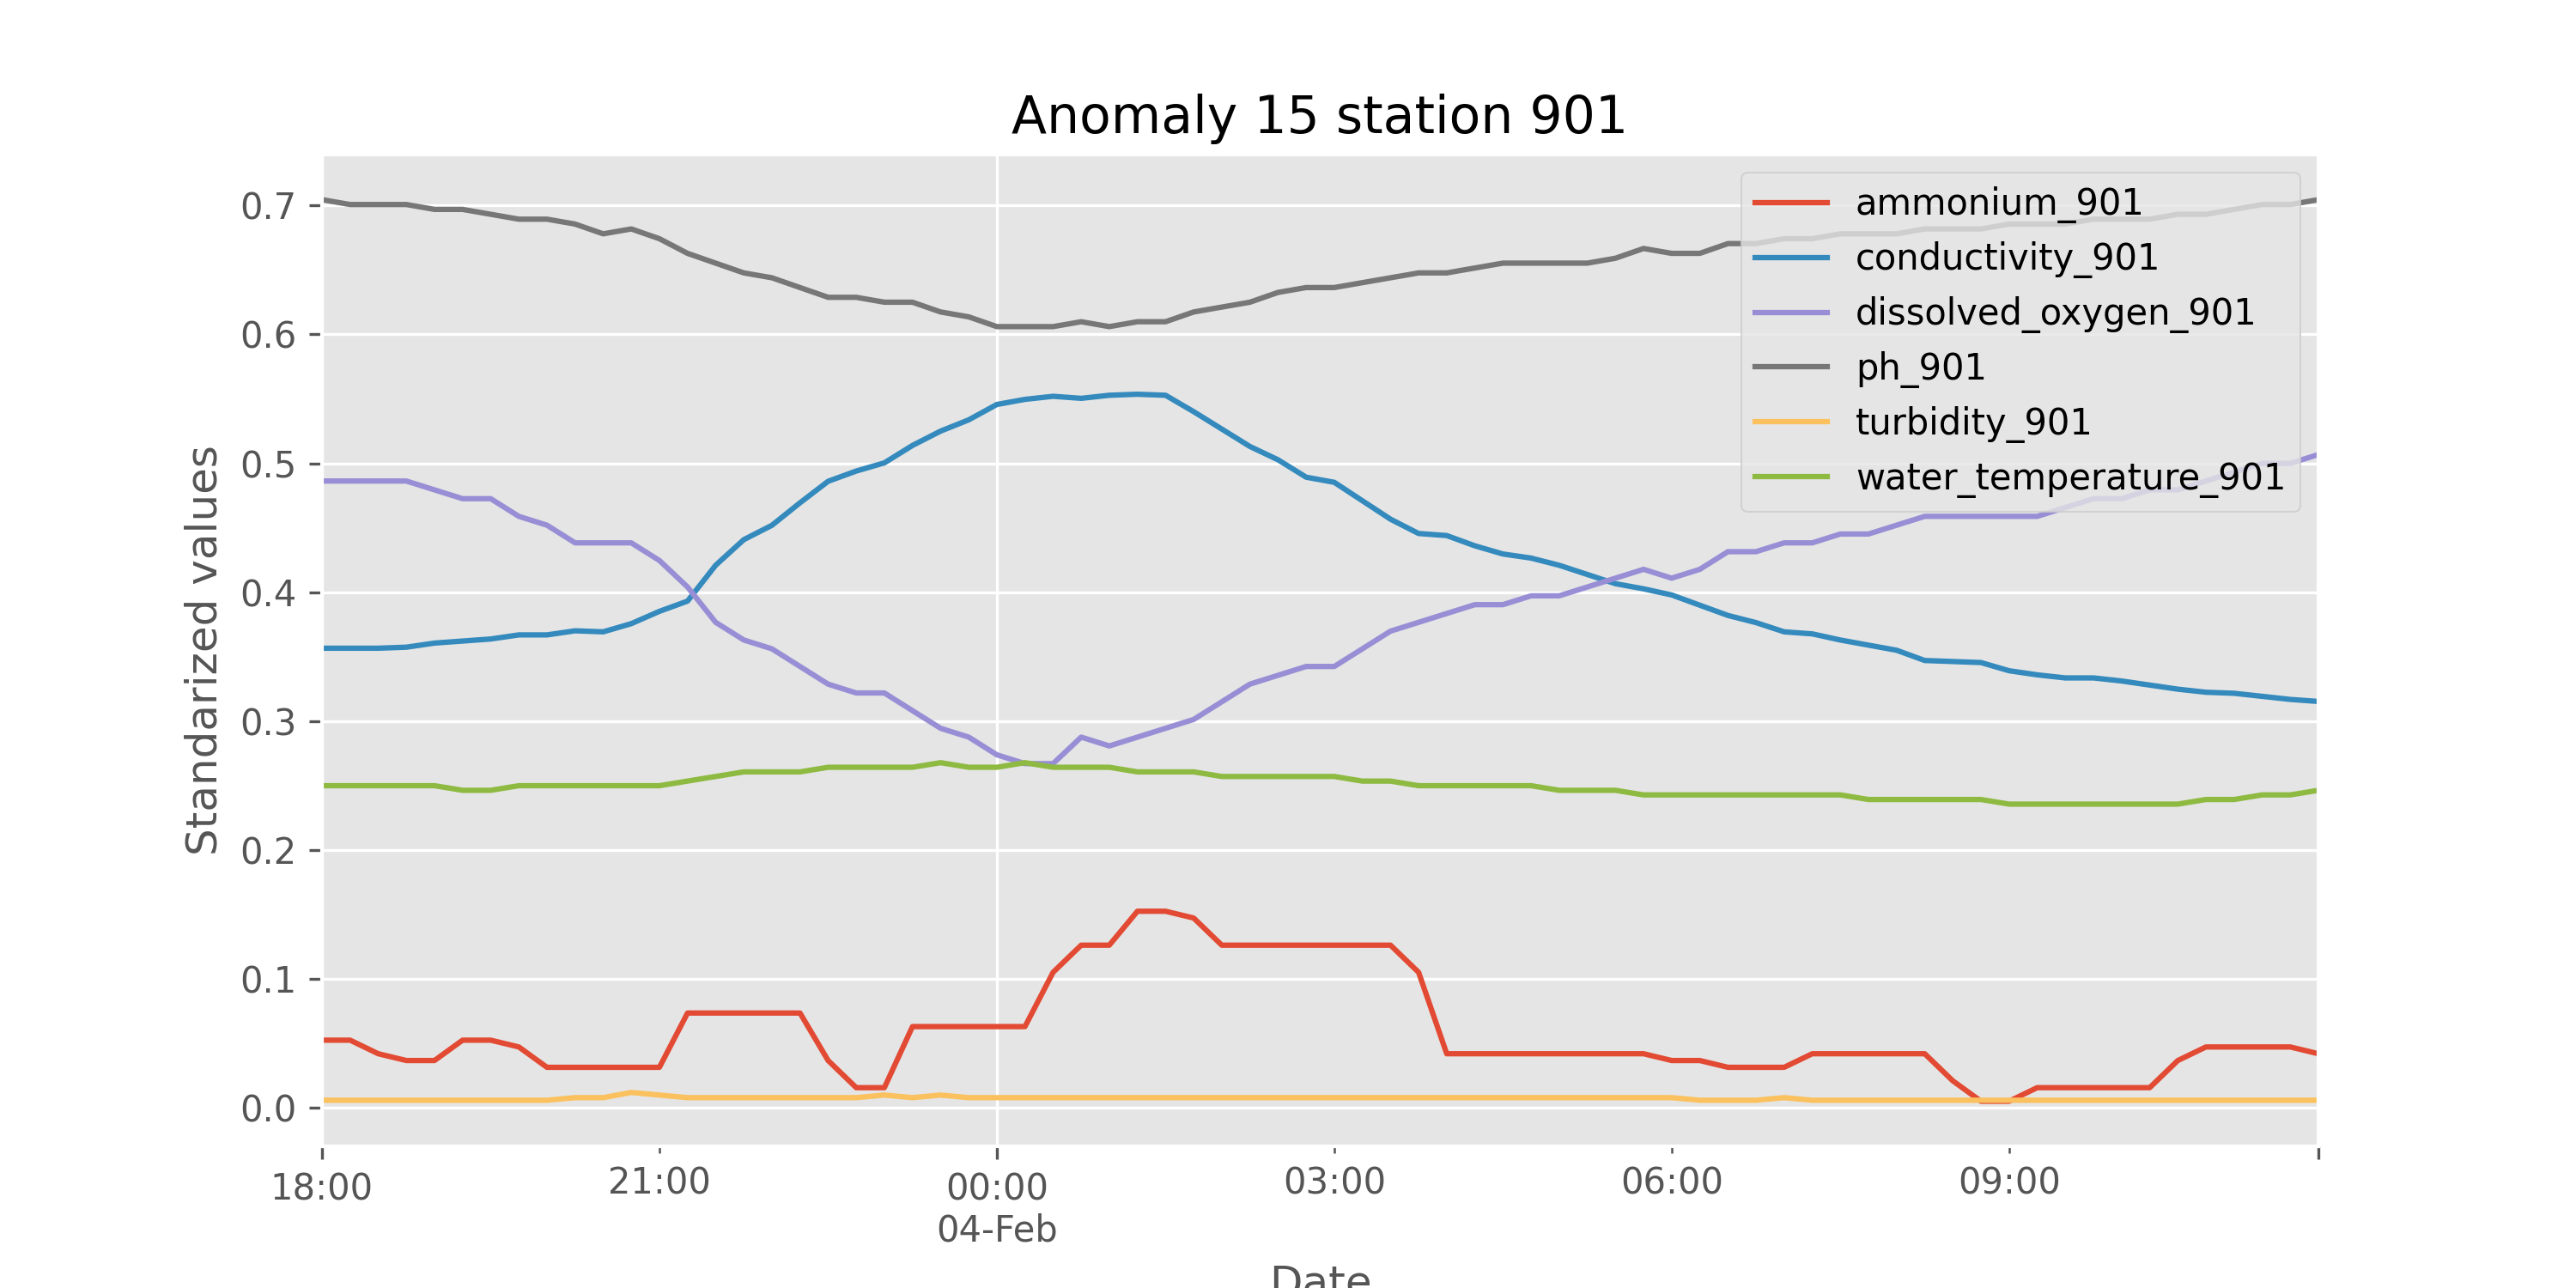 Anomaly 15 station 901
Standarized values
0.7
0.6
0.5
0.4
0.3
0.2
0.1
0.0
ammonium_901
conductivity_901
dissolved_oxygen_901
ph_901
turbidity_901
water_temperature_901
18:00 21:00 00:00 03:00 06:00 09:00
04-Feb
Date